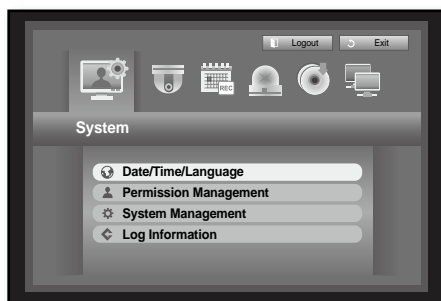 Logout Exit
REC
System
Date/Time/Language
Permission Management
System Management
Log Information